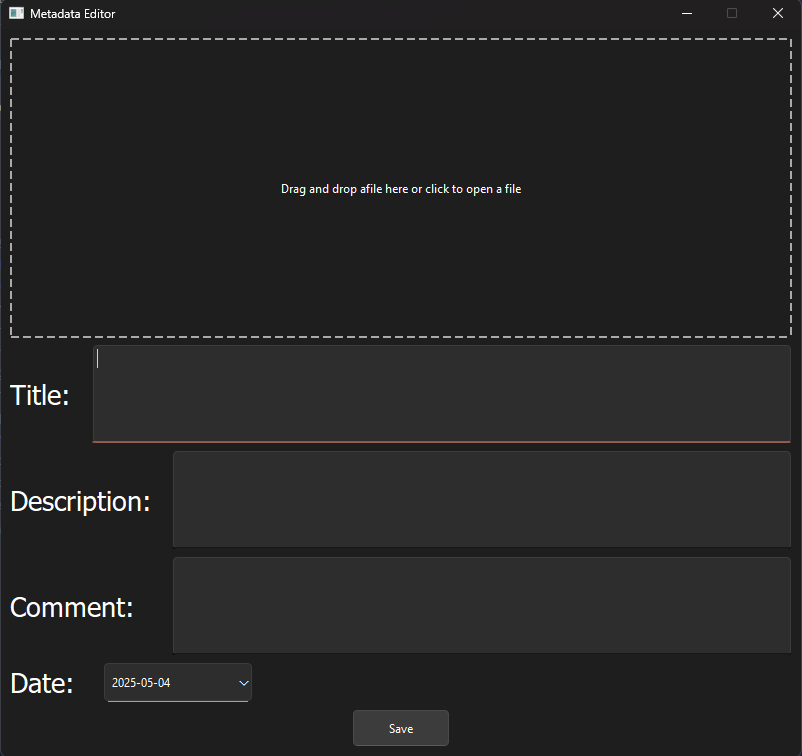 Metadata Editor
Drag and drop afile here or click to open a file
Title:
Description:
Comment:
Date: 2025-05-04
Save